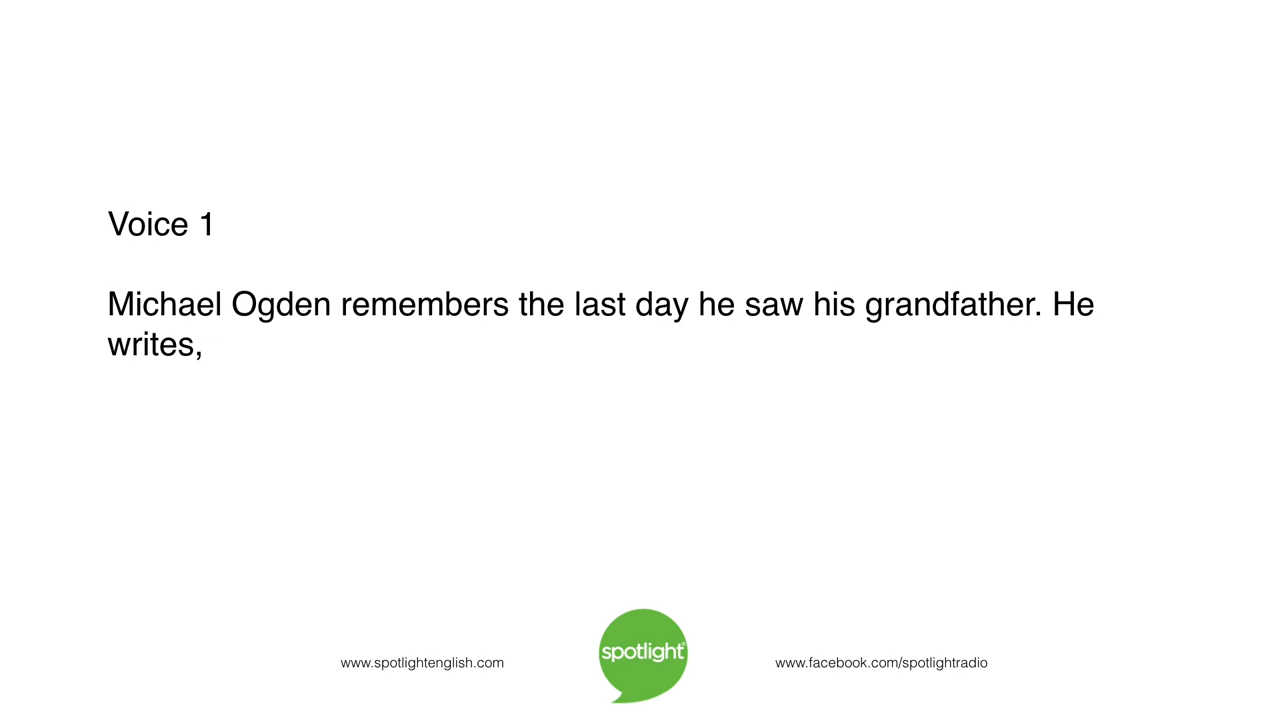 Voice 1
Michael Ogden remembers the last day he saw his grandfather. He
writes,
www.spotlightenglish.com
spotlight®
www.facebook.com/spotlightradio